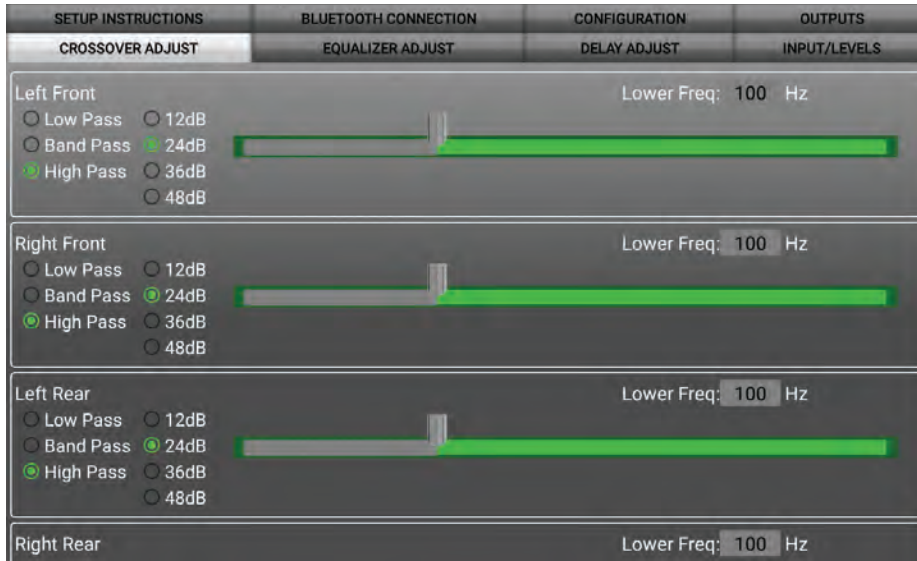 SETUP INSTRUCTIONS BLUETOOTH CONNECTION CONFIGURATION OUTPUTS
CROSSOVER ADJUST EQUALIZER ADJUST DELAY ADJUST INPUT/LEVELS
Left Front Lower Freq: 100 Hz
Low Pass 12dB
Band Pass 24dB
High Pass 36dB
48dB
Right Front Lower Freq: 100 Hz
Low Pass 12dB
Band Pass 24dB
High Pass 36dB
48dB
Left Rear Lower Freq: 100 Hz
Low Pass 12dB
Band Pass 24dB
High Pass 36dB
48dB
Right Rear Lower Freq: 100 Hz